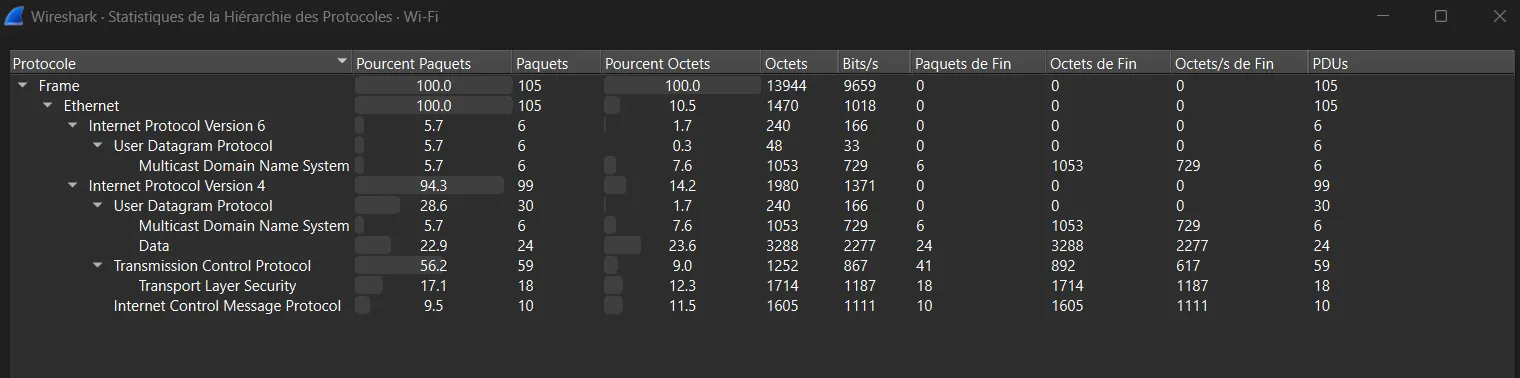 Wireshark · Statistiques de la Hiérarchie des Protocoles · Wi-Fi
Protocole Pourcent Paquets Paquets Pourcent Octets Octets Bits/s Paquets de Fin Octets de Fin Octets/s de Fin PDUs
Frame 100.0 105 100.0 13944 9659 0 0 0 105
Ethernet 100.0 105 10.5 1470 1018 0 0 0 105
Internet Protocol Version 6 5.7 6 1.7 240 166 0 0 0 6
User Datagram Protocol 5.7 6 0.3 48 33 0 0 0 6
Multicast Domain Name System 5.7 6 7.6 1053 729 6 1053 729 6
Internet Protocol Version 4 94.3 99 14.2 1980 1371 0 0 0 99
User Datagram Protocol 28.6 30 1.7 240 166 0 0 0 30
Multicast Domain Name System 5.7 6 7.6 1053 729 6 1053 729 6
Data 22.9 24 23.6 3288 2277 24 3288 2277 24
Transmission Control Protocol 56.2 59 9.0 1252 867 41 892 617 59
Transport Layer Security 17.1 18 12.3 1714 1187 18 1714 1187 18
Internet Control Message Protocol 9.5 10 11.5 1605 1111 10 1605 1111 10